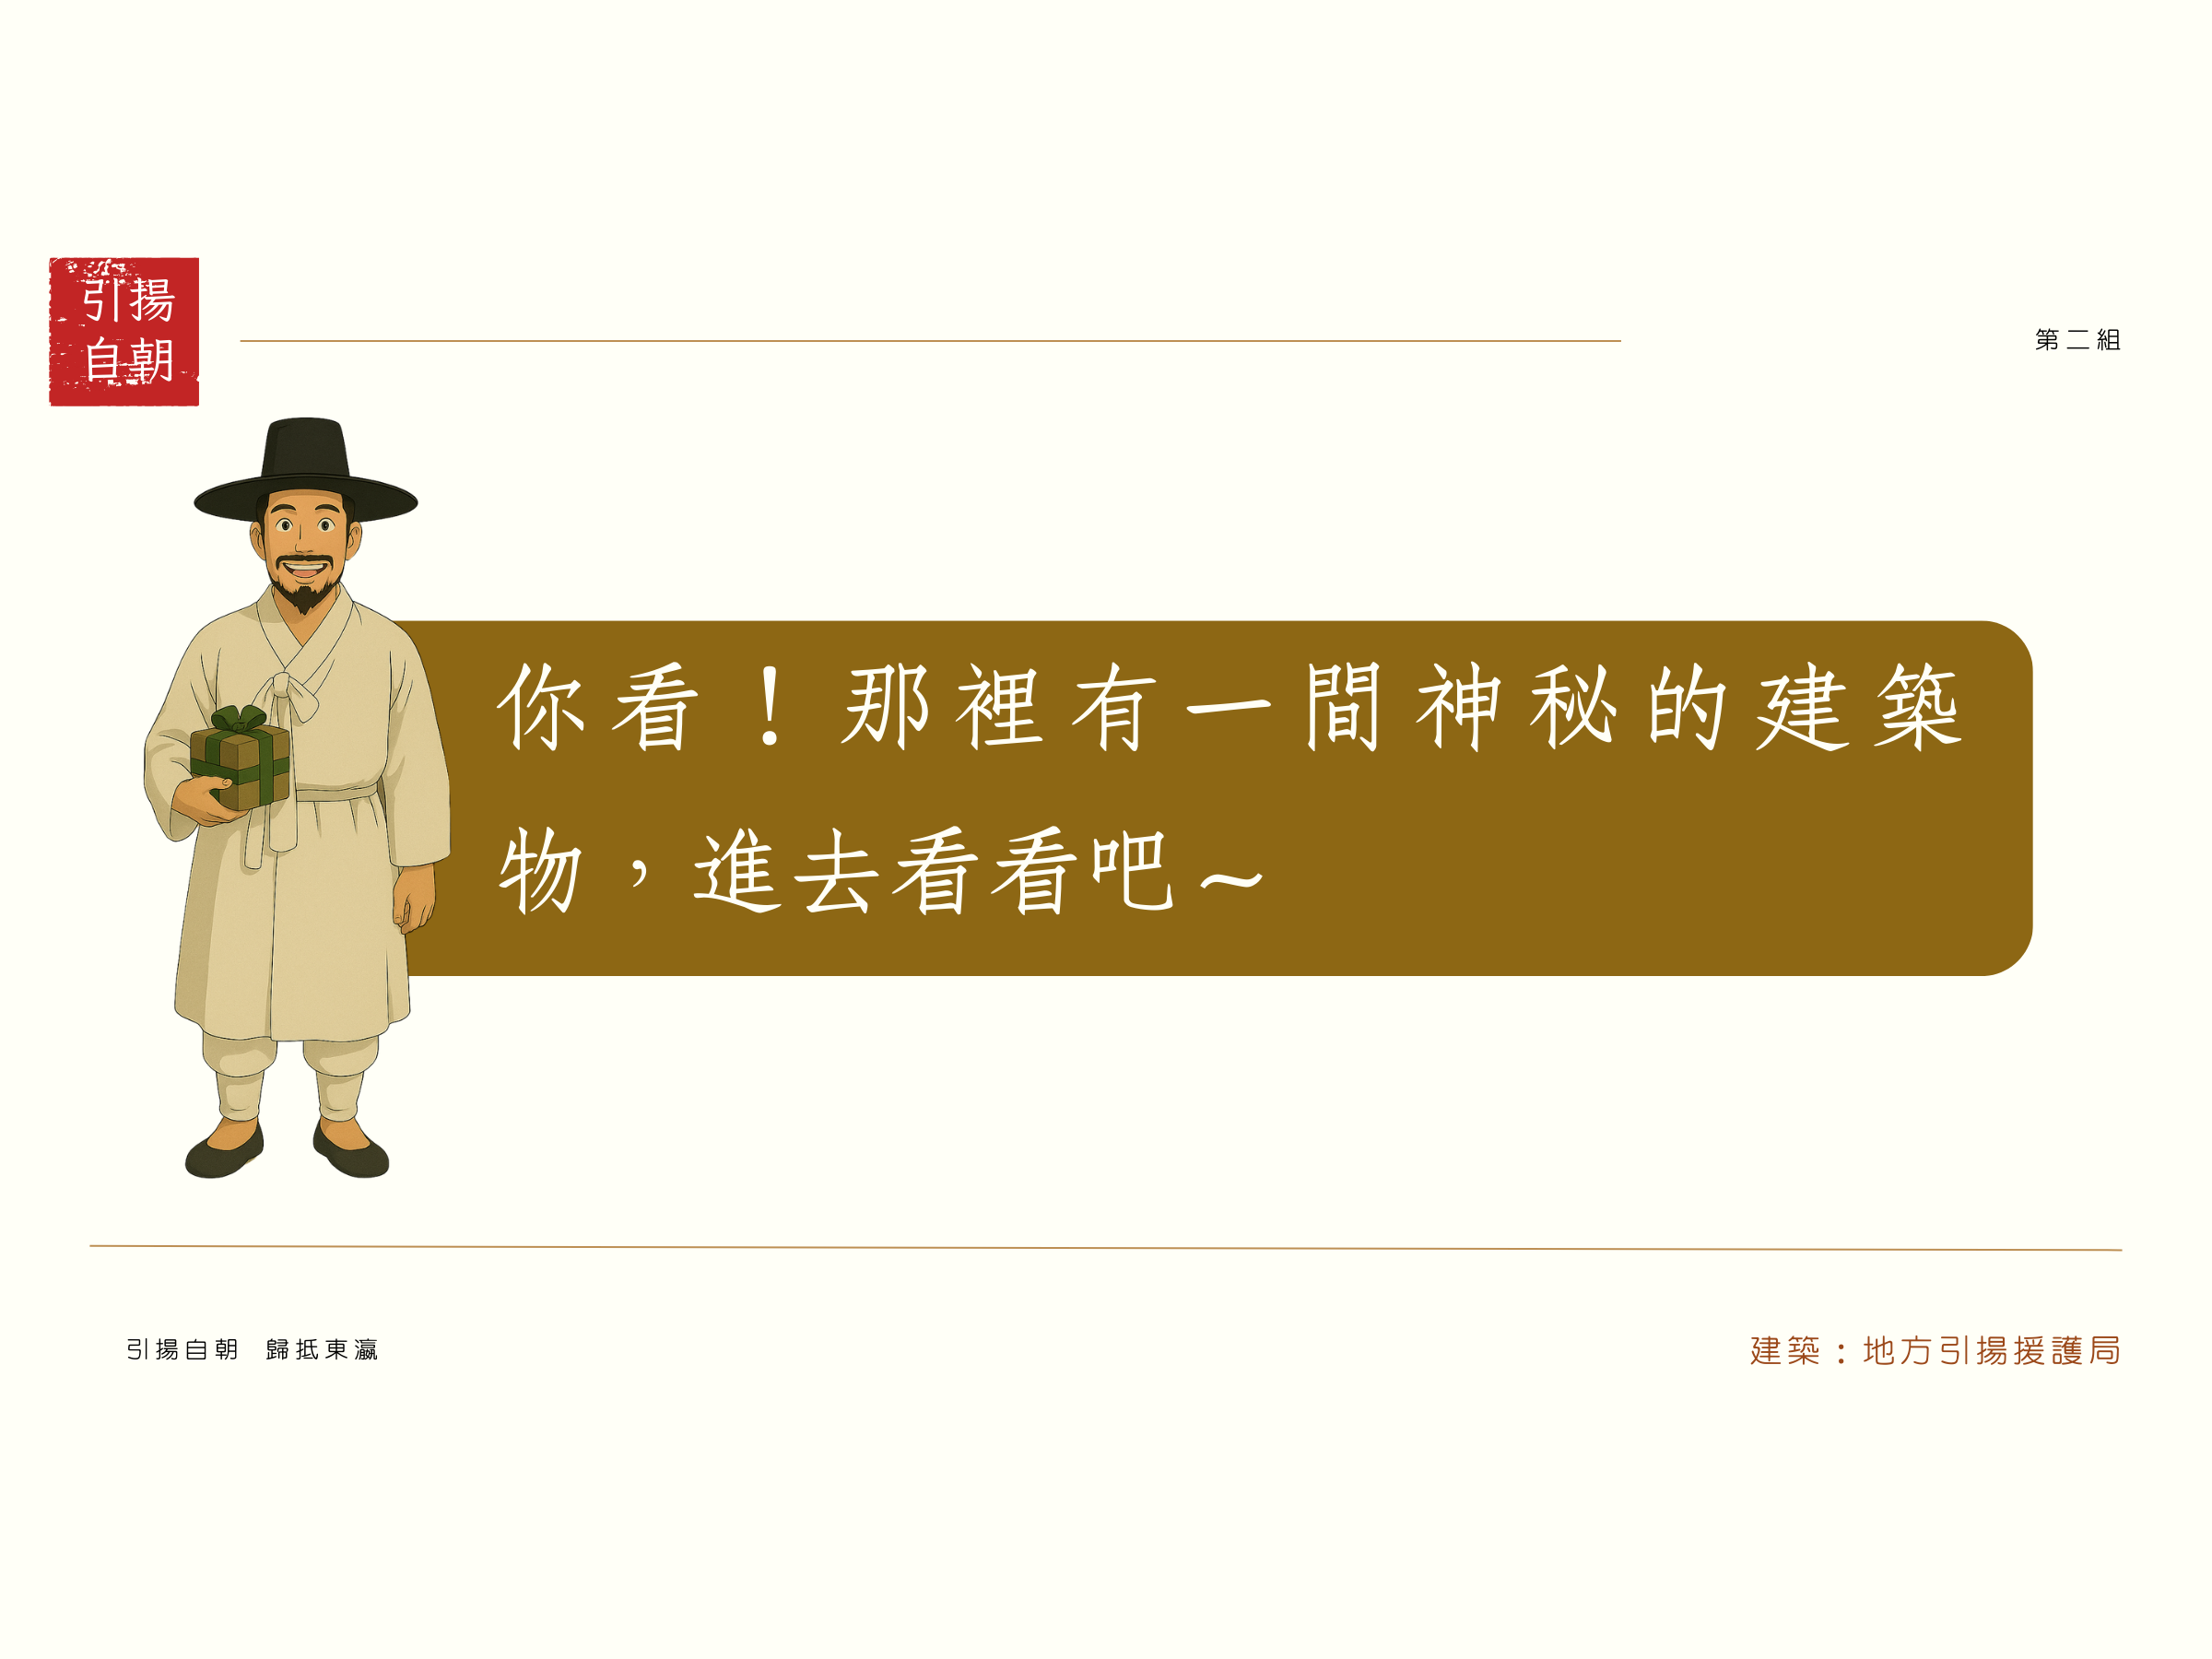 引揚
自朝
第二組
你看！那裡有一間神秘的建築
物，進去看看吧~
引揚自朝 歸抵東瀛
建築：地方引揚援護局